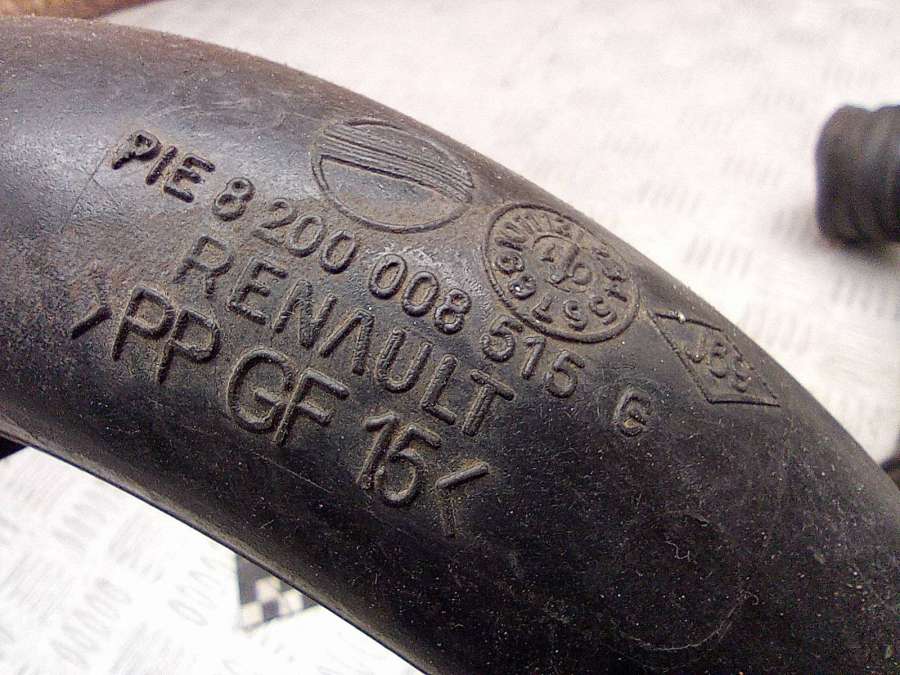 PIE 8 200 008 515 G
RENAULT
>PP GF 15<